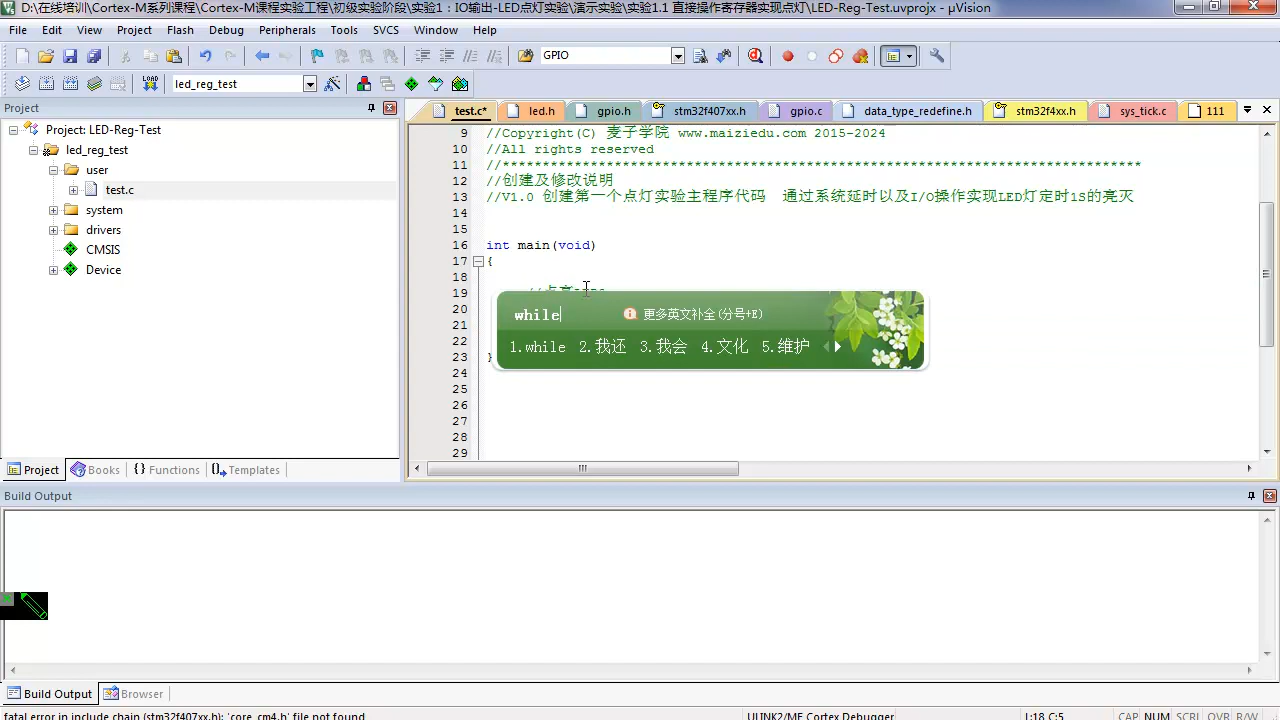 D:\在线培训\Cortex-M系列课程\Cortex-M课程实验工程\初级实验阶段\实验1：IO输出-LED点灯实验\演示实验\实验1.1 直接操作寄存器实现点灯\LED-Reg-Test.uvprojx - µVision
File Edit View Project Flash Debug Peripherals Tools SVCS Window Help
GPIO
LOAD led_reg_test
Project
test.c* led.h gpio.h stm32f407xx.h gpio.c data_type_redefine.h stm32f4xx.h sys_tick.c 111
Project: LED-Reg-Test
led_reg_test
user
test.c
system
drivers
CMSIS
Device
9 //Copyright(C) 麦子学院 www.maiziedu.com 2015-2024
10 //All rights reserved
11 //*******************************************************************************
12 //创建及修改说明
13 //V1.0 创建第一个点灯实验主程序代码 通过系统延时以及I/O操作实现LED灯定时1S的亮灭
14
15
16 int main(void)
17 {
18
19
20
21
22
23 }
24
25
26
27
28
29
while 更多英文补全(分号+E)
1.while 2.我还 3.我会 4.文化 5.维护
Project Books Functions Templates
Build Output
Build Output Browser
fatal error in include chain (stm32f407xx.h): 'core_cm4.h' file not found ULINK2/ME Cortex Debugger L:18 C:5 CAP NUM SCRL OVR R/W